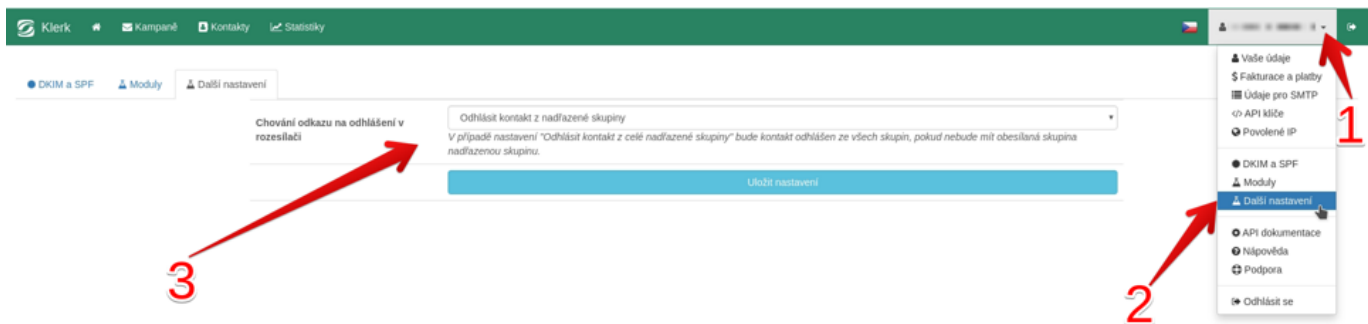 Klerk
Kampaně
Kontakty
Statistiky
DKIM a SPF
Moduly
Další nastavení
Chování odkazu na odhlášení v
rozesílači
Odhlásit kontakt z nadřazené skupiny
V případě nastavení "Odhlásit kontakt z celé nadřazené skupiny" bude kontakt odhlášen ze všech skupin, pokud nebude mít obesílaná skupina
nadřazenou skupinu.
Uložit nastavení
Vaše údaje
$ Fakturace a platby
Údaje pro SMTP
</> API klíče
Povolené IP
DKIM a SPF
Moduly
Další nastavení
API dokumentace
Nápověda
Podpora
Odhlásit se
1
2
3